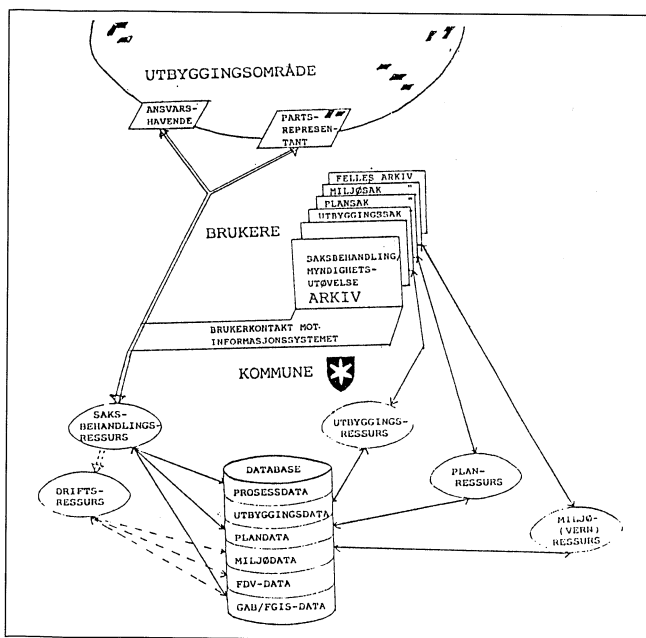 UTBYGGINGSOMRÅDE
ANSVARS-
HAVENDE
PARTS-
REPRESEN-
TANT
FELLES ARKIV
MILJØSAK "
PLANSAK "
UTBYGGINGSSAK
BRUKERE
SAKSBEHANDLING/
MYNDIGHETS-
UTØVELSE
ARKIV
BRUKERKONTAKT MOT.
INFORMASJONSSYSTEMET
KOMMUNE
SAKS-
BEHANDLINGS-
RESSURS
UTBYGGINGS-
RESSURS
PLAN-
RESSURS
MILJØ-
(VERN)
RESSURS
DRIFTS-
RESSURS
DATABASE
PROSESSDATA
UTBYGGINGSDATA
PLANDATA
MILJØDATA
FDV-DATA
GAB/FGIS-DATA